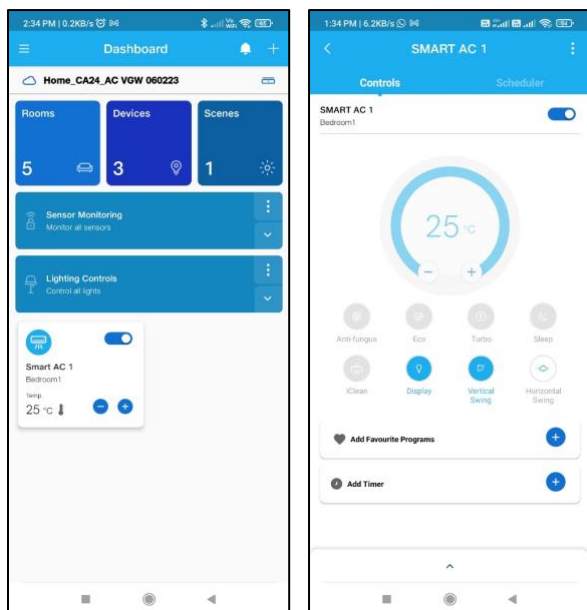 2:34 PM | 0.2KB/s
Dashboard
Home_CA24_AC VGW 060223
Rooms
5
Devices
3
Scenes
1
Sensor Monitoring
Monitor all sensors
Lighting Controls
Control all lights
Smart AC 1
Bedroom1
Temp.
25 °C
1:34 PM | 6.2KB/s
SMART AC 1
Controls
Scheduler
SMART AC 1
Bedroom1
25 °C
Anti-fungus
Eco
Turbo
Sleep
iClean
Display
Vertical
Swing
Horizontal
Swing
Add Favourite Programs
Add Timer